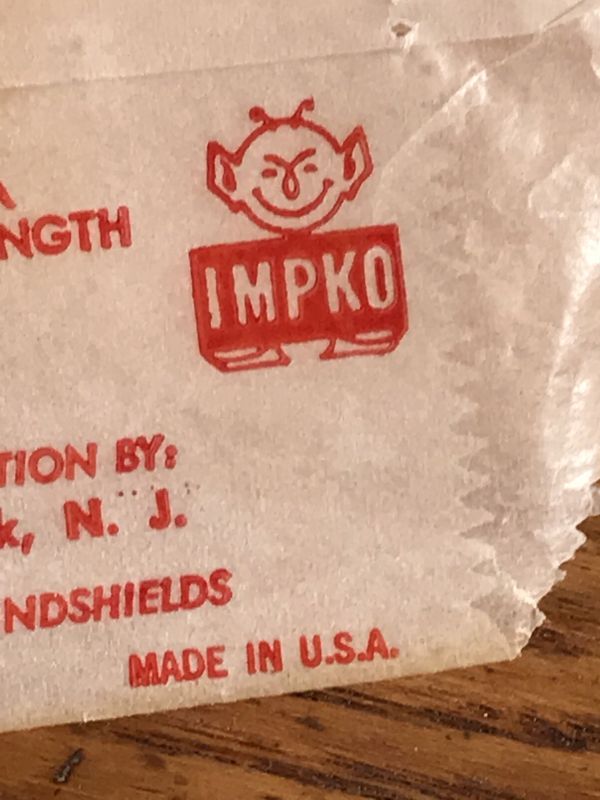 NGTH
IMPKO
TION BY:
k, N. J.
NDSHIELDS
MADE IN U.S.A.